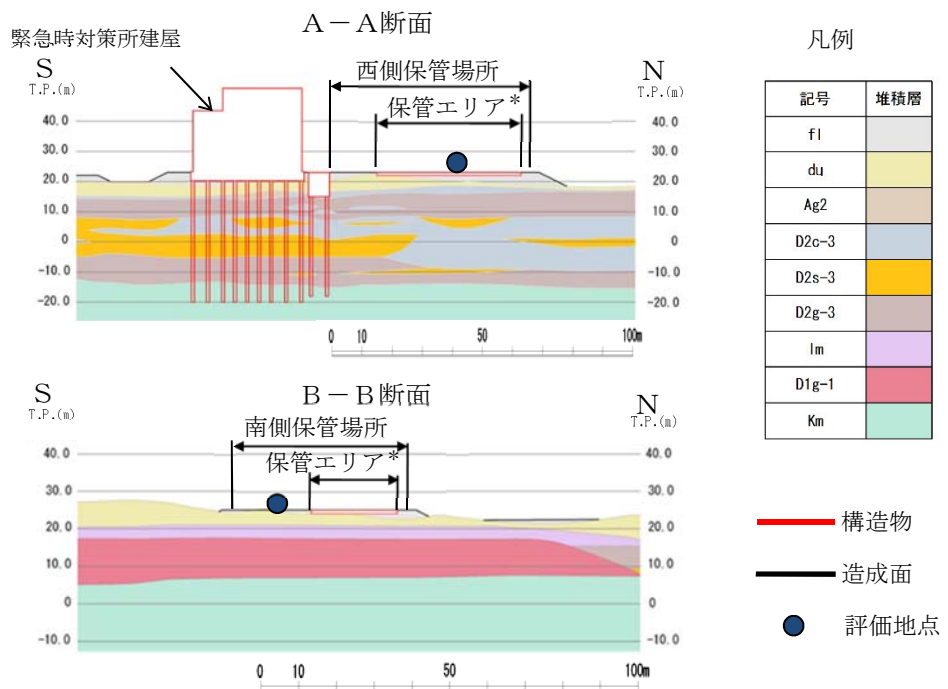 A－A断面
緊急時対策所建屋
凡例
S
N
T.P.(m)
T.P.(m)
西側保管場所
保管エリア*
40.0
40.0
30.0
30.0
20.0
20.0
10.0
10.0
0
0
-10.0
-10.0
-20.0
-20.0
0 10 50 100m
記号 堆積層
fl
du
Ag2
D2c-3
D2s-3
D2g-3
lm
D1g-1
Km
B－B断面
S
N
T.P.(m)
T.P.(m)
南側保管場所
保管エリア*
40.0
40.0
30.0
30.0
20.0
20.0
10.0
10.0
0
0
-10.0
-10.0
0 10 50 100m
構造物
造成面
評価地点